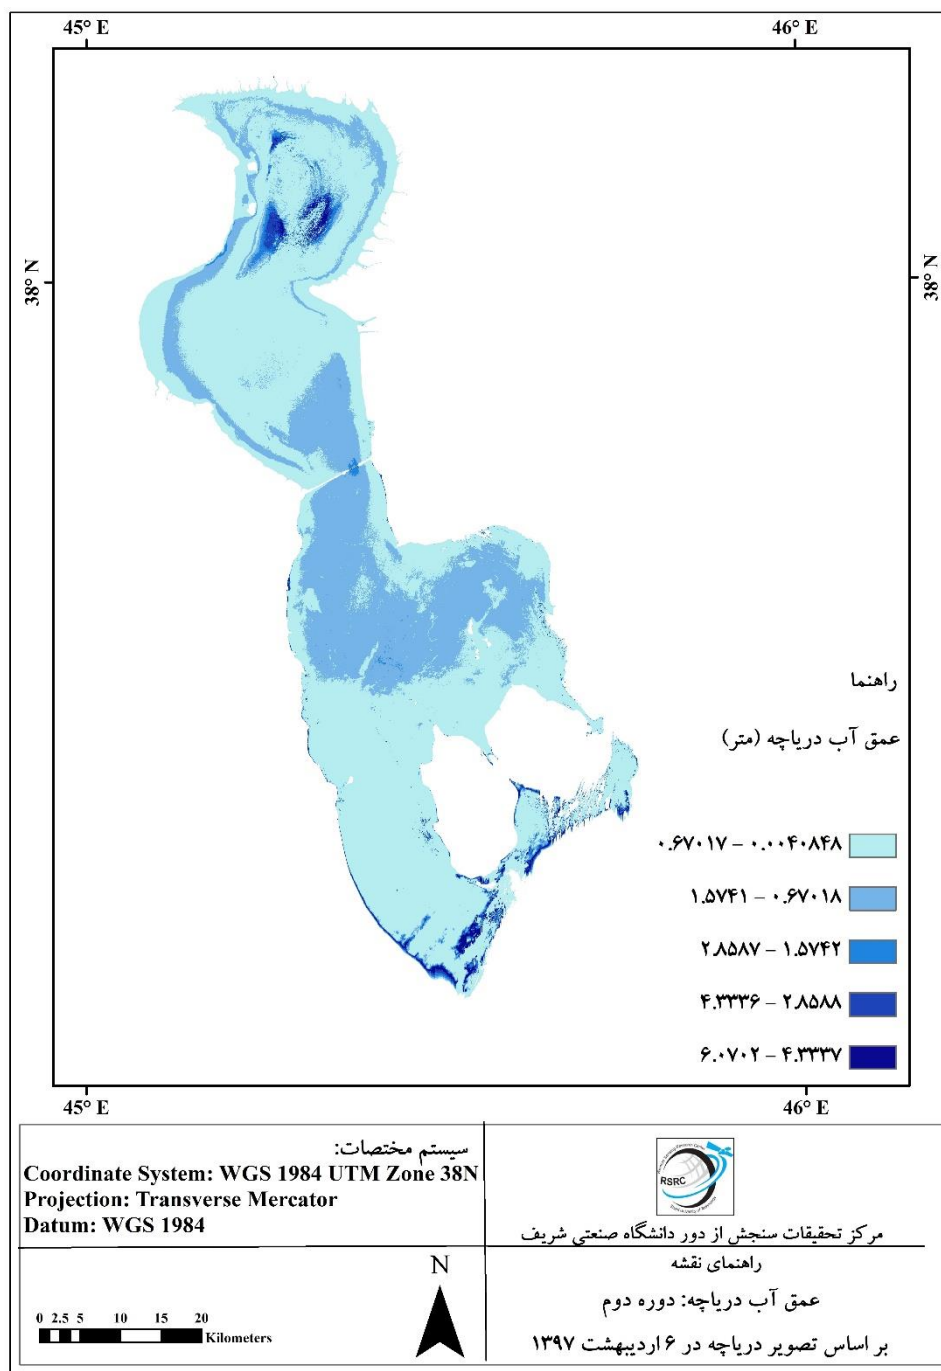 45° E
46° E
38° N
38° N
راهنما
عمق آب دریاچه (متر)
۰.۶۷۰۱۷ – ۰.۰۰۴۰۸۴۸
۱.۵۷۴۱ – ۰.۶۷۰۱۸
۲.۸۵۸۷ – ۱.۵۷۴۲
۴.۳۳۳۶ – ۲.۸۵۸۸
۶.۰۷۰۲ – ۴.۳۳۳۷
45° E
46° E
سیستم مختصات:
Coordinate System: WGS 1984 UTM Zone 38N
Projection: Transverse Mercator
Datum: WGS 1984
N
0 2.5 5 10 15 20
Kilometers
RSRC
مرکز تحقیقات سنجش از دور دانشگاه صنعتی شریف
راهنمای نقشه
عمق آب دریاچه: دوره دوم
بر اساس تصویر دریاچه در ۶ اردیبهشت ۱۳۹۷